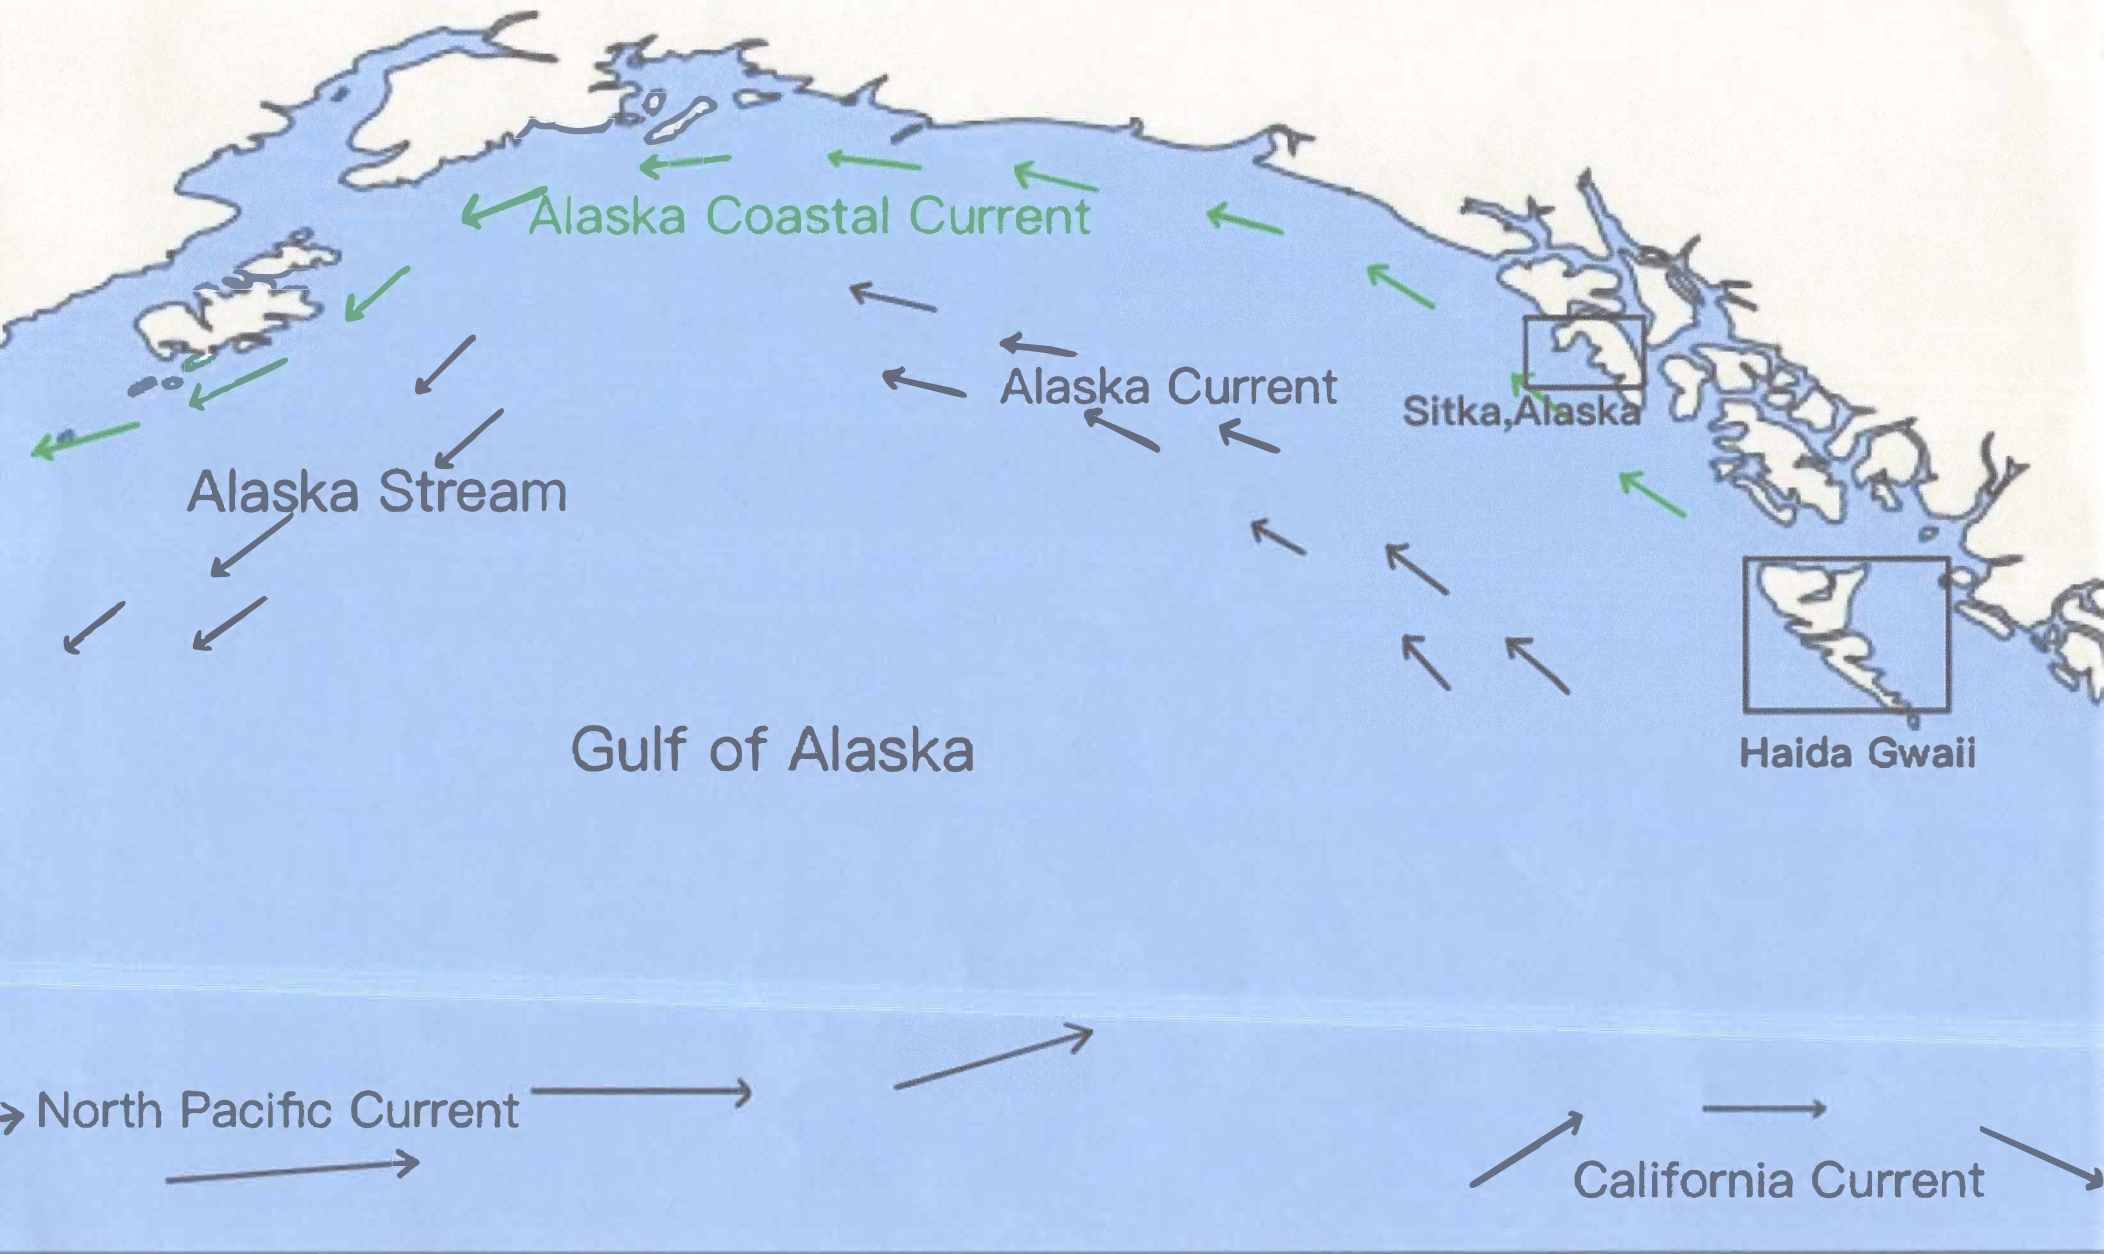 Alaska Coastal Current
Alaska Current
Sitka,Alaska
Alaska Stream
Gulf of Alaska
Haida Gwaii
North Pacific Current
California Current